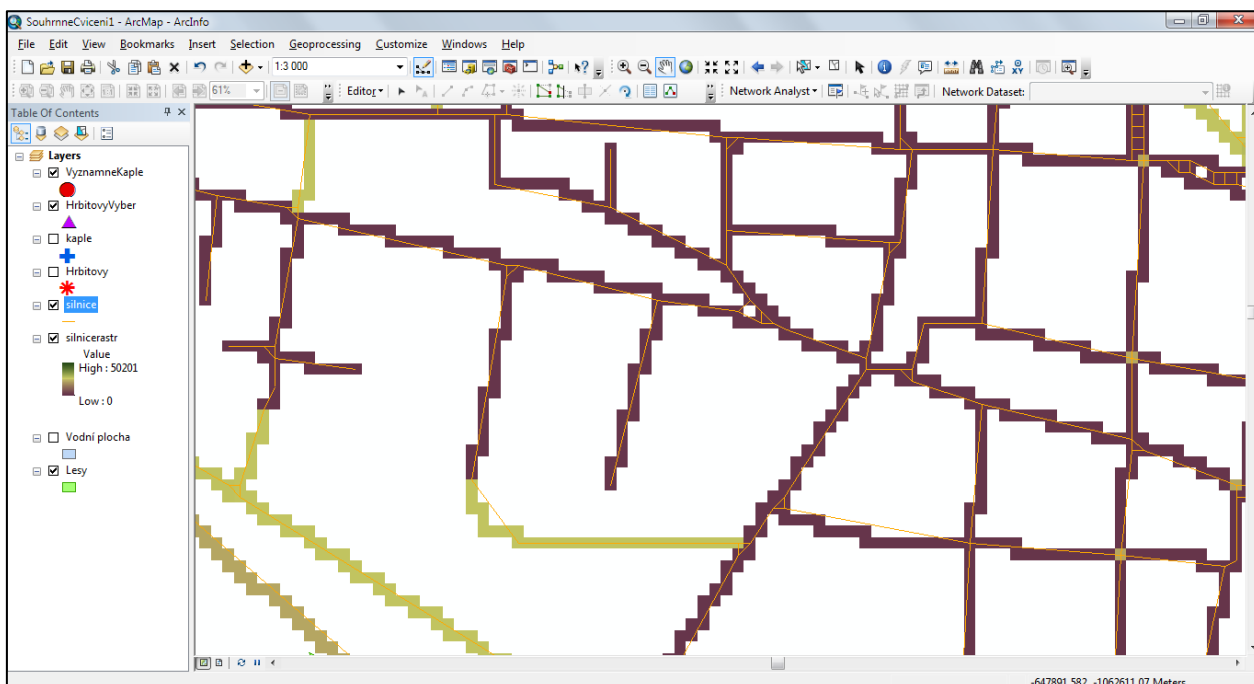 SouhrnneCviceni1 - ArcMap - ArcInfo
File Edit View Bookmarks Insert Selection Geoprocessing Customize Windows Help
1:3 000
61% Editor Network Analyst Network Dataset:
Table Of Contents
Layers
VyznamneKaple
HrbitovyVyber
kaple
Hrbitovy
silnice
silnicerastr
Value
High : 50201
Low : 0
Vodní plocha
Lesy
-647891,582 -1062611,07 Meters